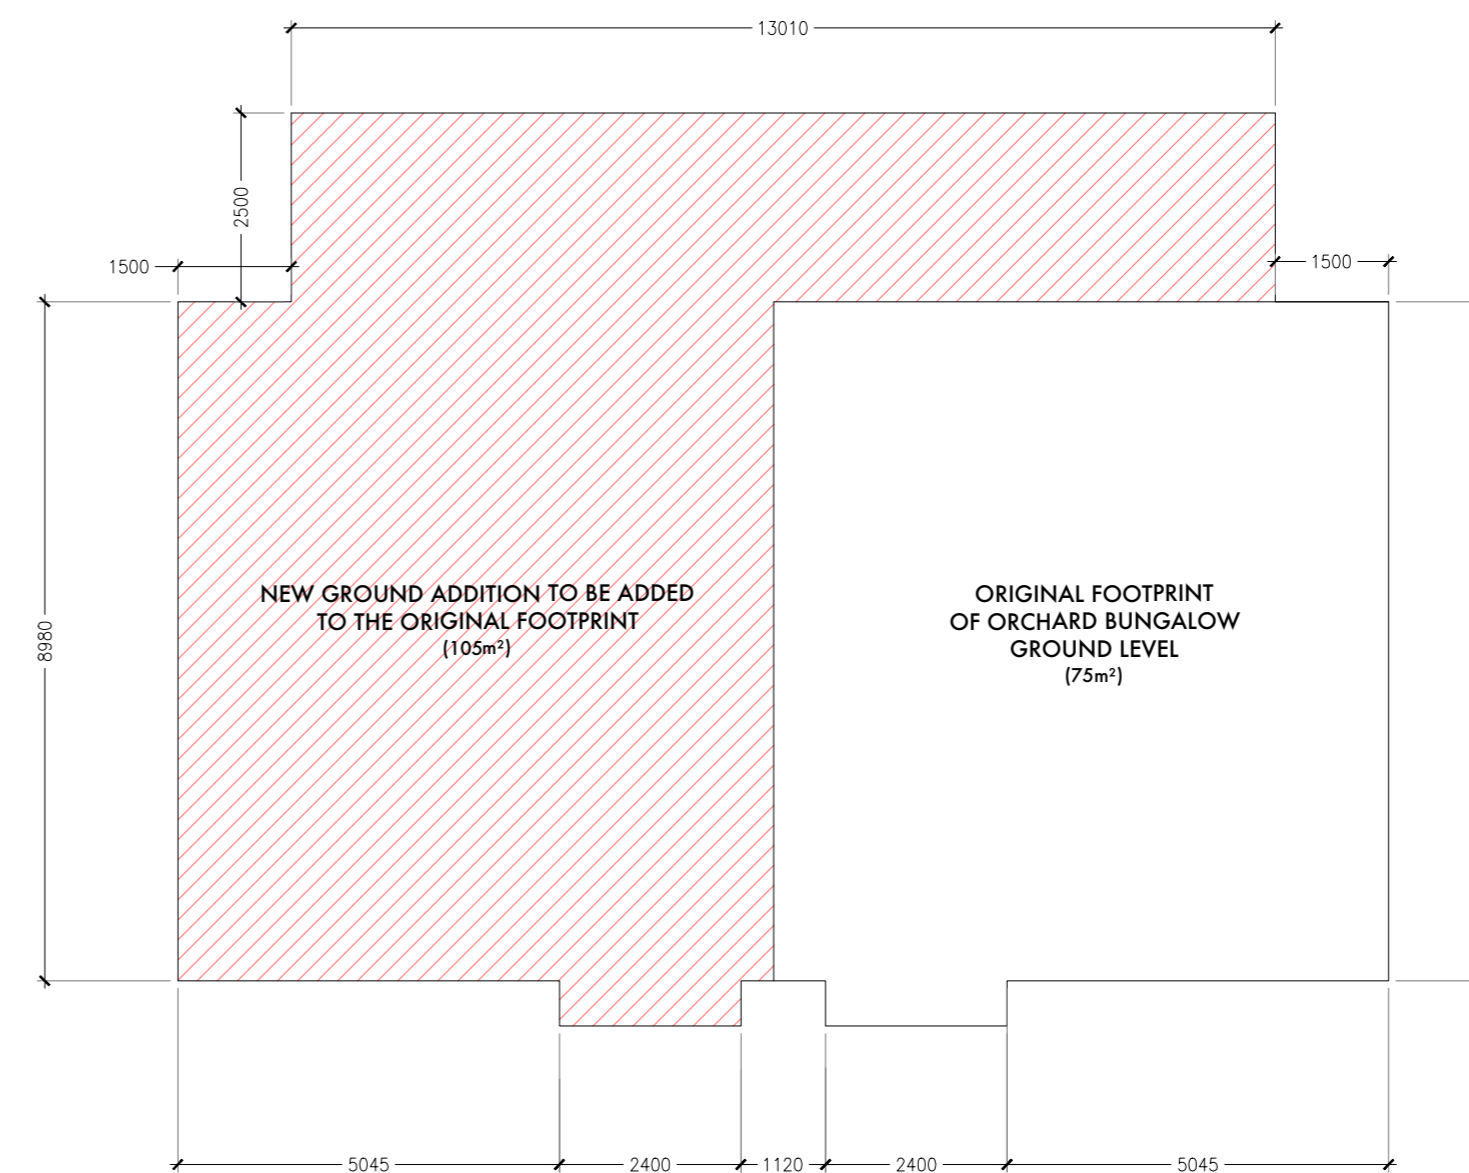 13010
2500
1500
1500
8980
NEW GROUND ADDITION TO BE ADDED
TO THE ORIGINAL FOOTPRINT
(105m²)
ORIGINAL FOOTPRINT
OF ORCHARD BUNGALOW
GROUND LEVEL
(75m²)
5045
2400
1120
2400
5045